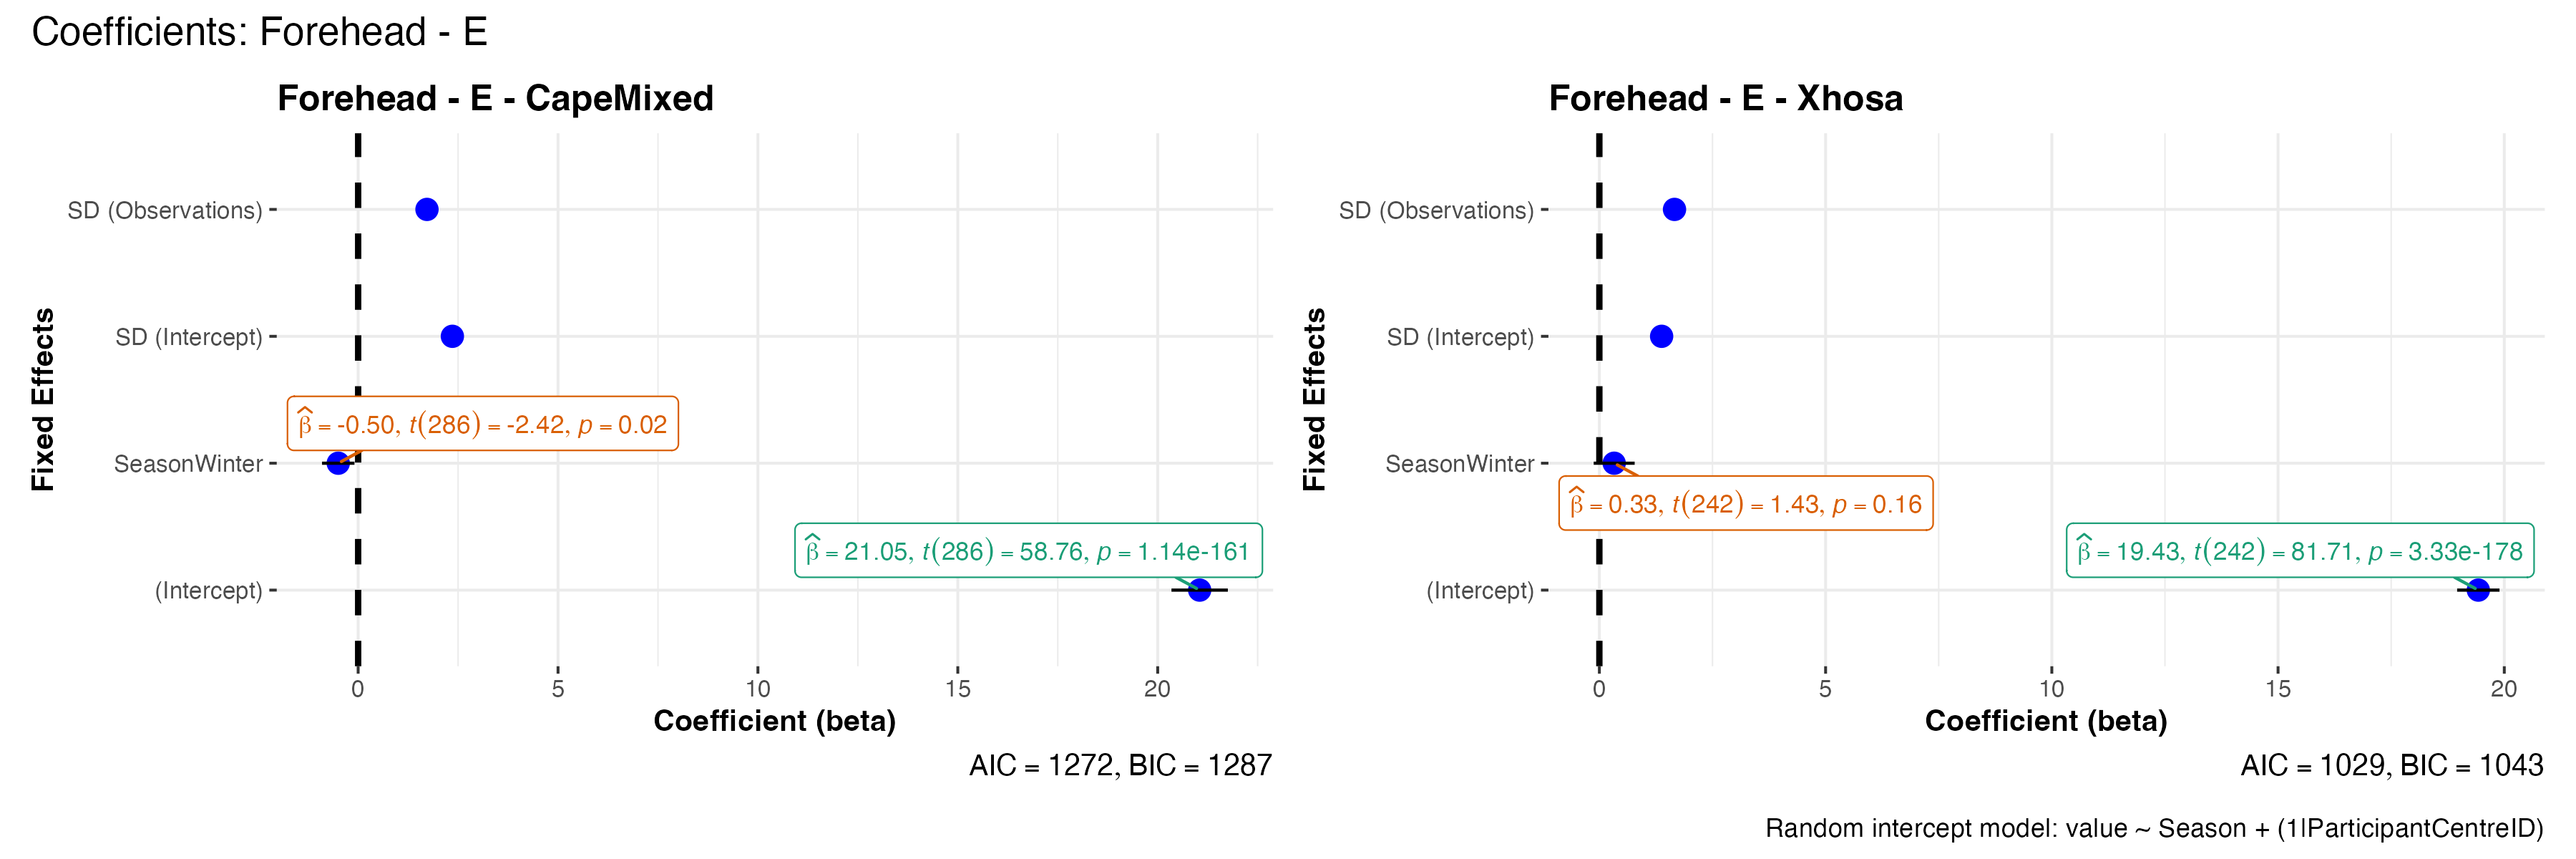 Coefficients: Forehead - E
Forehead - E - CapeMixed
Fixed Effects
SD (Observations)
SD (Intercept)
SeasonWinter
(Intercept)
β̂ = -0.50, t(286) = -2.42, p = 0.02
β̂ = 21.05, t(286) = 58.76, p = 1.14e-161
0 5 10 15 20
Coefficient (beta)
AIC = 1272, BIC = 1287
Forehead - E - Xhosa
Fixed Effects
SD (Observations)
SD (Intercept)
SeasonWinter
(Intercept)
β̂ = 0.33, t(242) = 1.43, p = 0.16
β̂ = 19.43, t(242) = 81.71, p = 3.33e-178
0 5 10 15 20
Coefficient (beta)
AIC = 1029, BIC = 1043
Random intercept model: value ~ Season + (1|ParticipantCentreID)